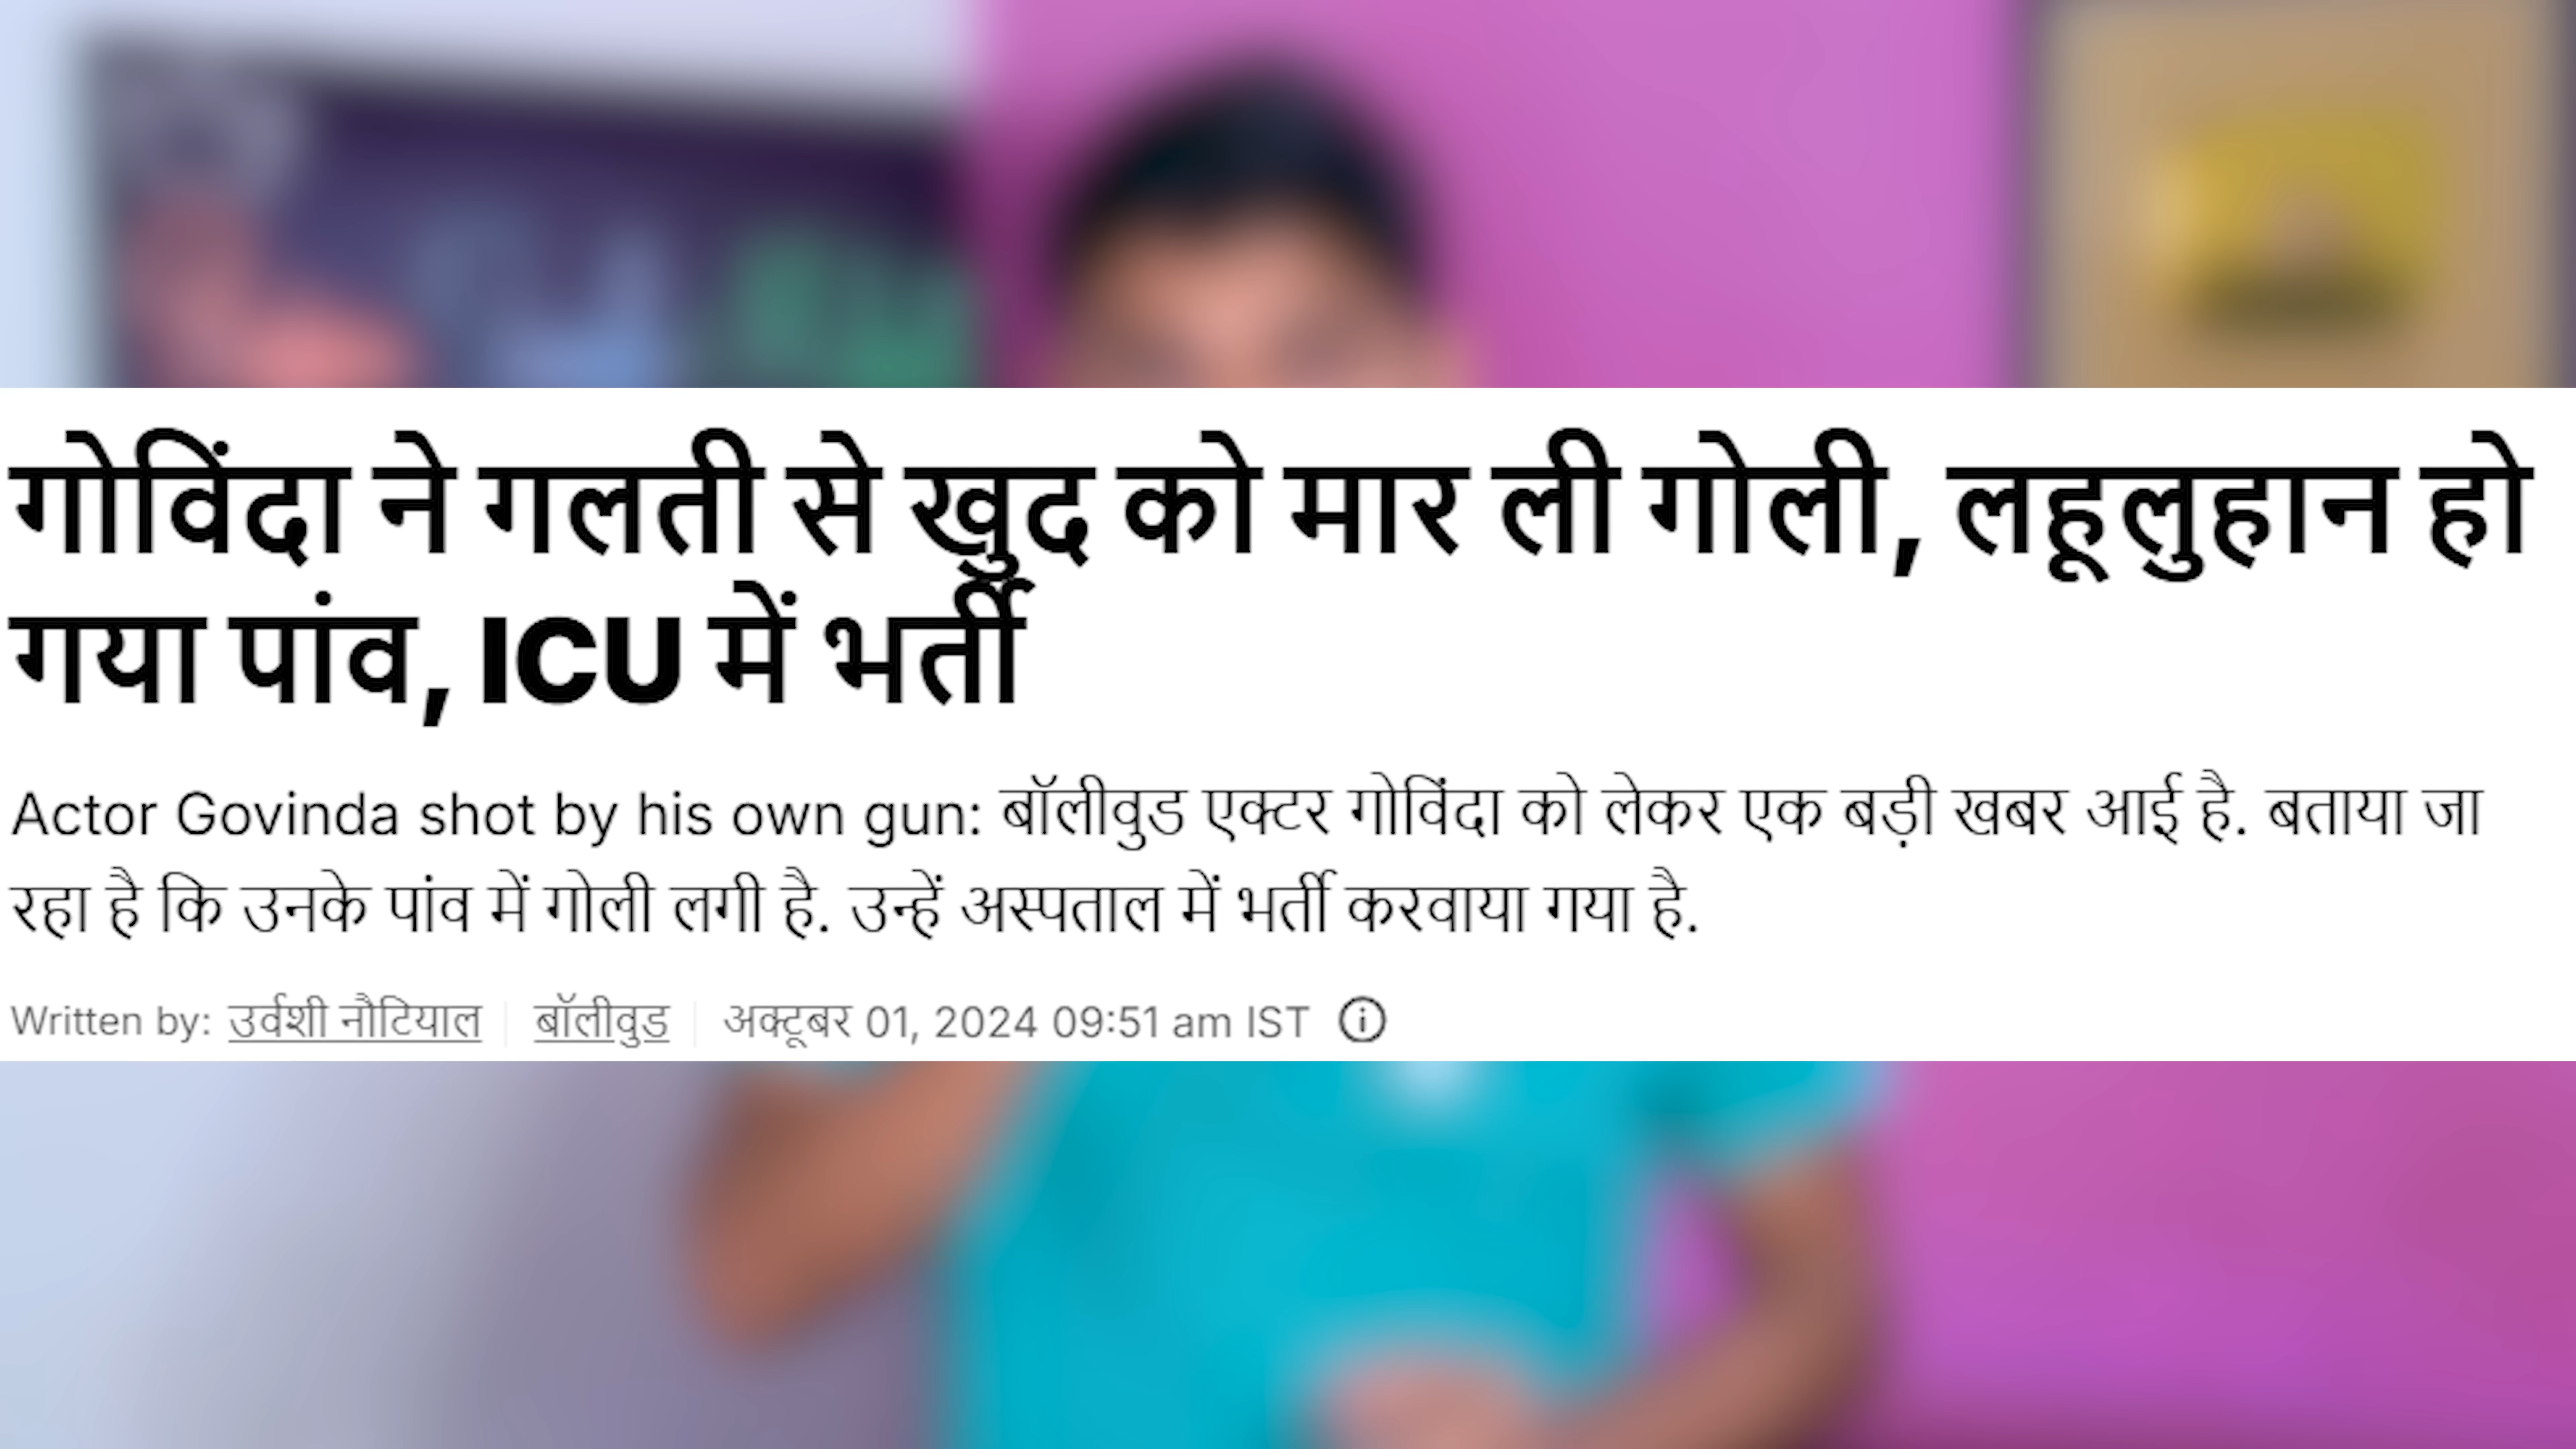 गोविंदा ने गलती से खुद को मार ली गोली, लहूलुहान हो
गया पांव, ICU में भर्ती
Actor Govinda shot by his own gun: बॉलीवुड एक्टर गोविंदा को लेकर एक बड़ी खबर आई है. बताया जा
रहा है कि उनके पांव में गोली लगी है. उन्हें अस्पताल में भर्ती करवाया गया है.
Written by: उर्वशी नौटियाल बॉलीवुड अक्टूबर 01, 2024 09:51 am IST